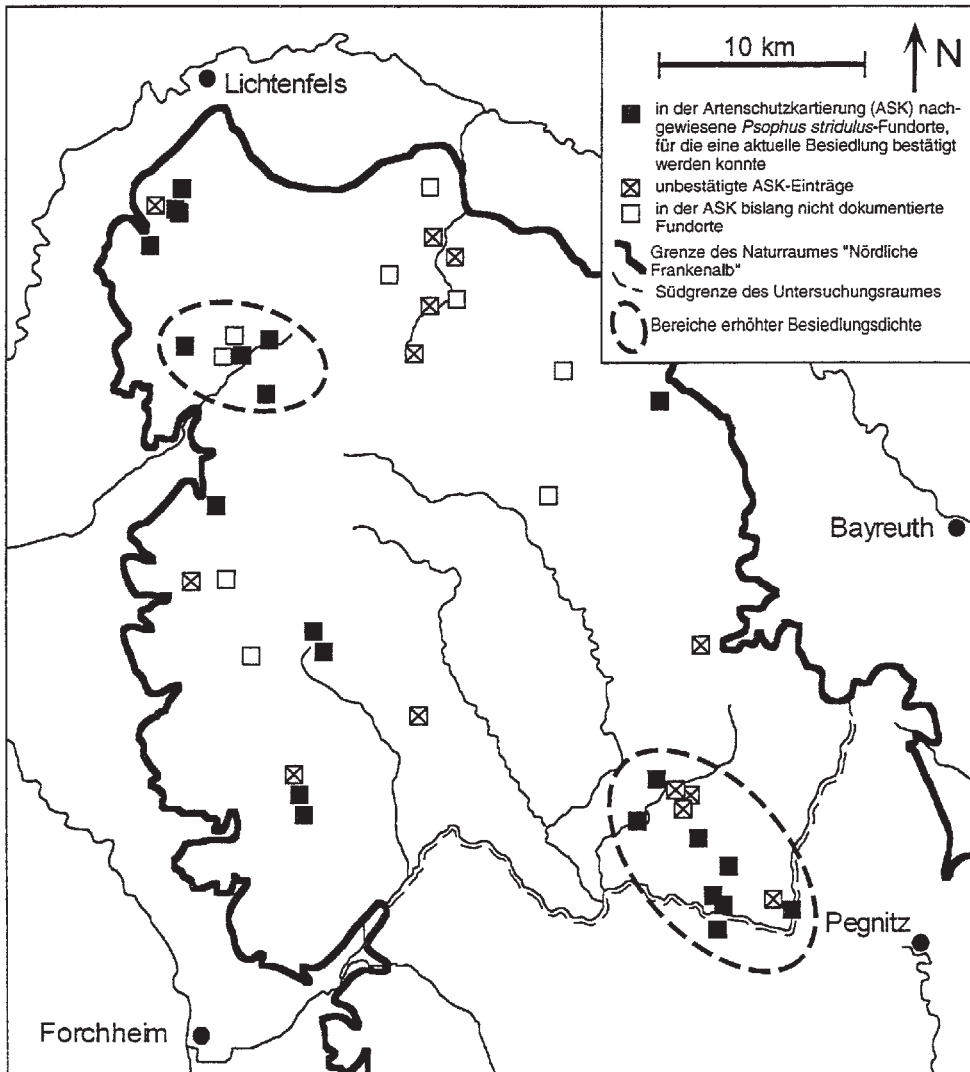 10 km
N
Lichtenfels
in der Artenschutzkartierung (ASK) nach-
gewiesene Psophus stridulus-Fundorte,
für die eine aktuelle Besiedlung bestätigt
werden konnte
unbestätigte ASK-Einträge
in der ASK bislang nicht dokumentierte
Fundorte
Grenze des Naturraumes "Nördliche
Frankenalb"
Südgrenze des Untersuchungsraumes
Bereiche erhöhter Besiedlungsdichte
Bayreuth
Pegnitz
Forchheim